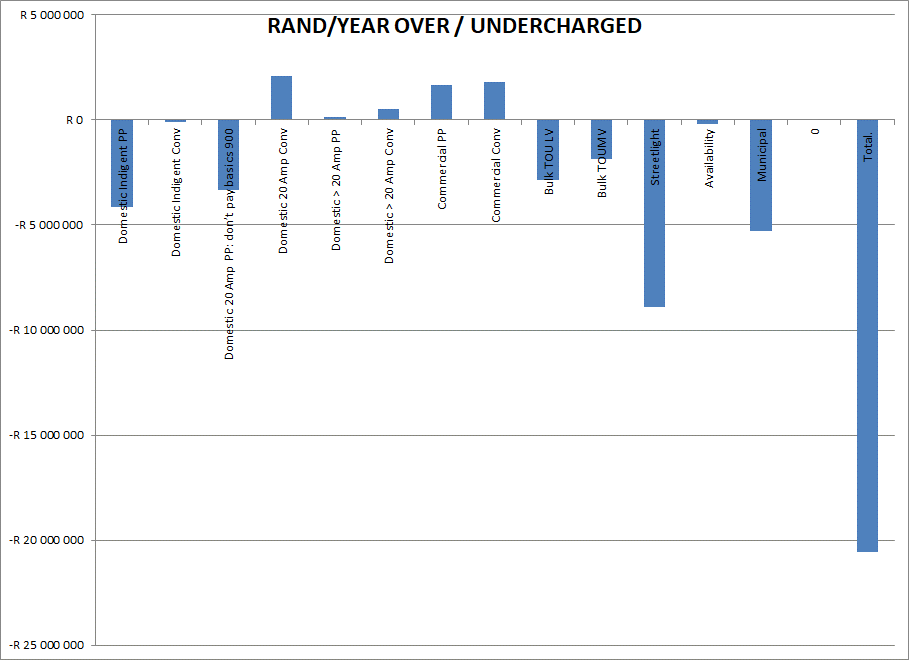 RAND/YEAR OVER / UNDERCHARGED
R 5 000 000
R 0
-R 5 000 000
-R 10 000 000
-R 15 000 000
-R 20 000 000
-R 25 000 000
Domestic Indigent PP
Domestic Indigent Conv
Domestic 20 Amp PP: don't pay basics 900
Domestic 20 Amp Conv
Domestic > 20 Amp PP
Domestic > 20 Amp Conv
Commercial PP
Commercial Conv
Bulk TOU LV
Bulk TOUMV
Streetlight
Availability
Municipal
0
Total.